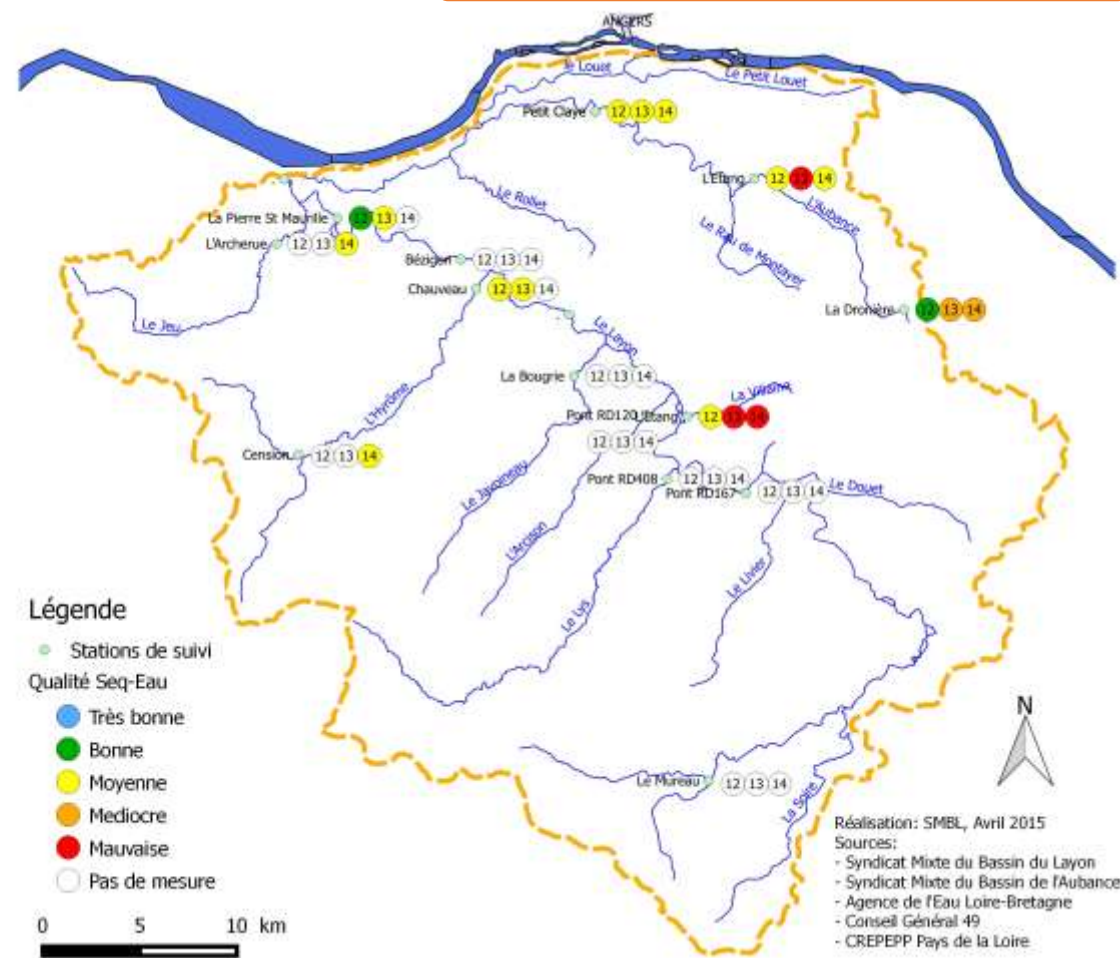 ANGERS
le Louet
Le Petit Louet
Petit Claye 12 13 14
L'Etang 12 13 14
L'Aubance
Le Rollet
La Pierre St Maurille 12 13 14
L'Archerue 12 13 14
Le Rau de Montayer
Bézigon 12 13 14
Chauveau 12 13 14
La Dronière 12 13 14
Le Jeu
Le Layon
La Bougrie 12 13 14
La Villaine
L'Hyrôme
Pont RD120 L'Etang 12 13 14
12 13 14
Cension 12 13 14
Pont RD408 12 13 14
Pont RD167 12 13 14
Le Douet
Le Javoineau
L'Arcison
Le Livier
Le Lys
Le Mureau 12 13 14
La Soire
Légende
Stations de suivi
Qualité Seq-Eau
Très bonne
Bonne
Moyenne
Mediocre
Mauvaise
Pas de mesure
0 5 10 km
N
Réalisation: SMBL, Avril 2015
Sources:
- Syndicat Mixte du Bassin du Layon
- Syndicat Mixte du Bassin de l'Aubance
- Agence de l'Eau Loire-Bretagne
- Conseil Général 49
- CREPEPP Pays de la Loire